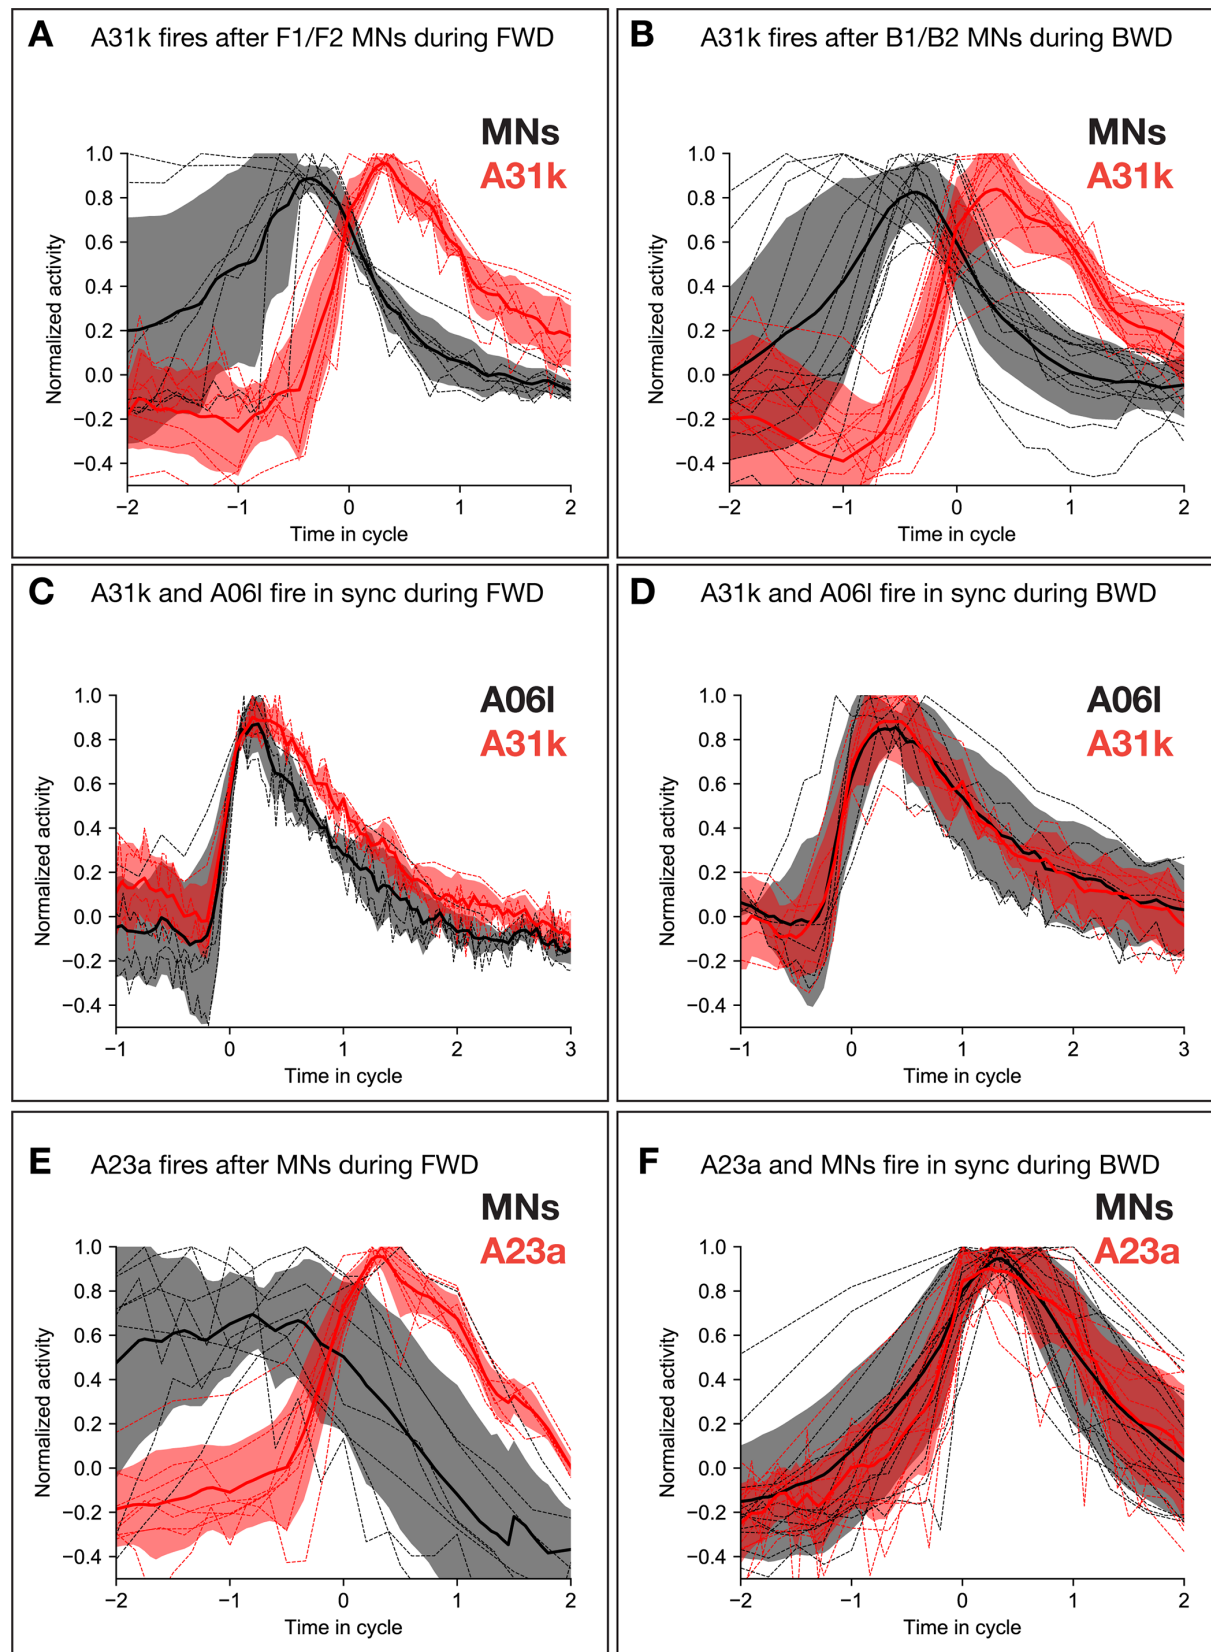 A A31k fires after F1/F2 MNs during FWD
MNs
A31k
1.0
0.8
0.6
0.4
0.2
0.0
−0.2
−0.4
Normalized activity
−2 −1 0 1 2
Time in cycle
B A31k fires after B1/B2 MNs during BWD
MNs
A31k
1.0
0.8
0.6
0.4
0.2
0.0
−0.2
−0.4
Normalized activity
−2 −1 0 1 2
Time in cycle
C A31k and A06l fire in sync during FWD
A06l
A31k
1.0
0.8
0.6
0.4
0.2
0.0
−0.2
−0.4
Normalized activity
−1 0 1 2 3
Time in cycle
D A31k and A06l fire in sync during BWD
A06l
A31k
1.0
0.8
0.6
0.4
0.2
0.0
−0.2
−0.4
Normalized activity
−1 0 1 2 3
Time in cycle
E A23a fires after MNs during FWD
MNs
A23a
1.0
0.8
0.6
0.4
0.2
0.0
−0.2
−0.4
Normalized activity
−2 −1 0 1 2
Time in cycle
F A23a and MNs fire in sync during BWD
MNs
A23a
1.0
0.8
0.6
0.4
0.2
0.0
−0.2
−0.4
Normalized activity
−2 −1 0 1 2
Time in cycle